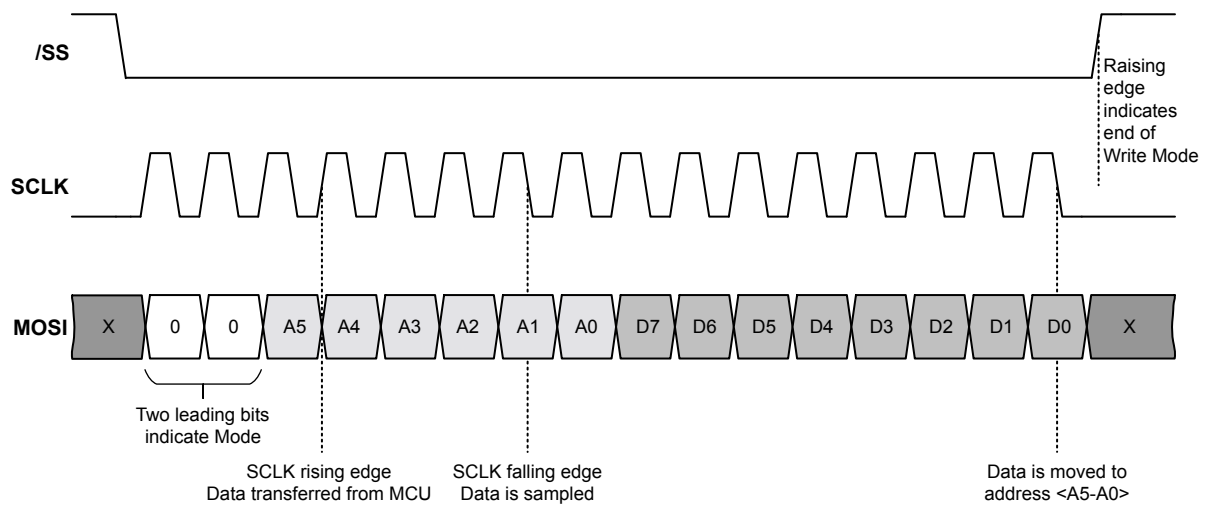 /SS
Raising
edge
indicates
end of
Write Mode
SCLK
MOSI X 0 0 A5 A4 A3 A2 A1 A0 D7 D6 D5 D4 D3 D2 D1 D0 X
Two leading bits
indicate Mode
SCLK rising edge
Data transferred from MCU
SCLK falling edge
Data is sampled
Data is moved to
address <A5-A0>